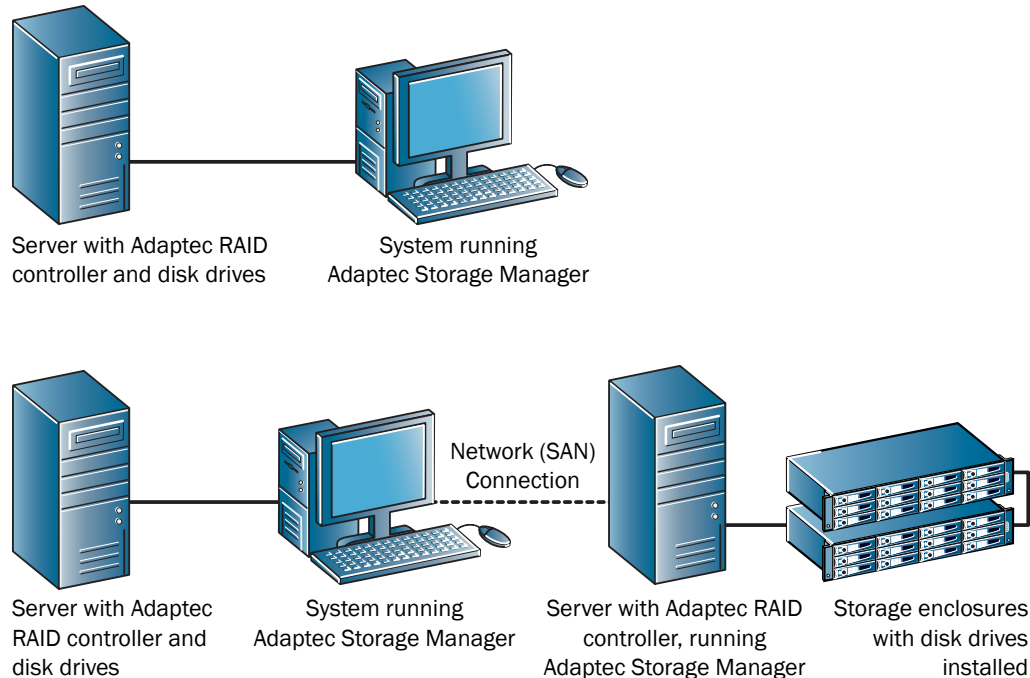 Server with Adaptec RAID
controller and disk drives
System running
Adaptec Storage Manager
Network (SAN)
Connection
Server with Adaptec
RAID controller and
disk drives
System running
Adaptec Storage Manager
Server with Adaptec RAID
controller, running
Adaptec Storage Manager
Storage enclosures
with disk drives
installed